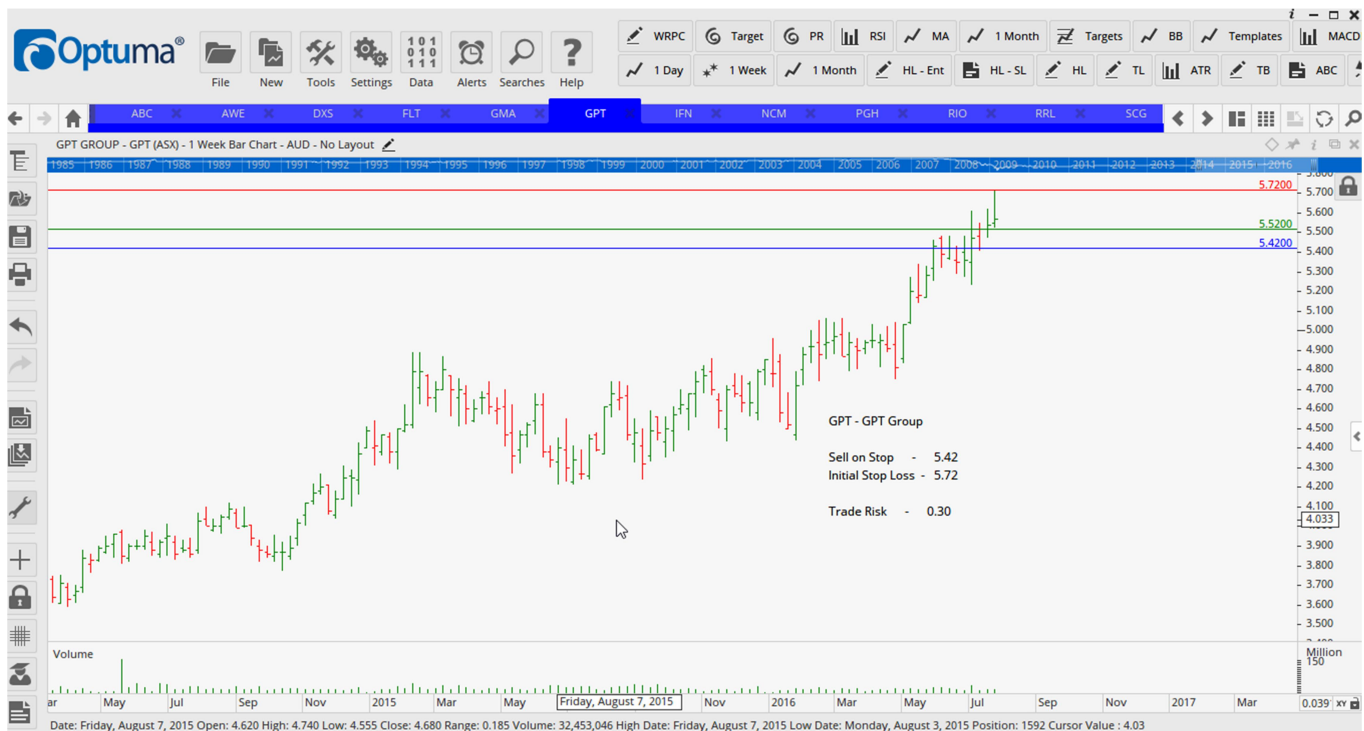 i
Optuma®
File
New
Tools
Settings
101
010
111
Data
Alerts
Searches
?
Help
WRPC
Target
PR
RSI
MA
1 Month
Targets
BB
Templates
MACD
1 Day
1 Week
1 Month
HL - Ent
HL - SL
HL
TL
ATR
TB
ABC
ABC
AWE
DXS
FLT
GMA
GPT
IFN
NCM
PGH
RIO
RRL
SCG
GPT GROUP - GPT (ASX) - 1 Week Bar Chart - AUD - No Layout
i
1985 1986 1987 1988 1989 1990 1991 1992 1993 1994 1995 1996 1997 1998 1999 2000 2001 2002 2003 2004 2005 2006 2007 2008 2009 2010 2011 2012 2013 2014 2015 2016
5.7200
5.5200
5.4200
5.700
5.600
5.500
5.400
5.300
5.200
5.100
5.000
4.900
4.800
4.700
4.600
4.500
4.400
4.300
4.200
4.100
4.033
3.900
3.800
3.700
3.600
3.500
GPT - GPT Group
Sell on Stop - 5.42
Initial Stop Loss - 5.72
Trade Risk - 0.30
Volume
Million
150
ar May Jul Sep Nov 2015 Mar May Friday, August 7, 2015 Nov 2016 Mar May Jul Sep Nov 2017 Mar
0.039 XY
Date: Friday, August 7, 2015 Open: 4.620 High: 4.740 Low: 4.555 Close: 4.680 Range: 0.185 Volume: 32,453,046 High Date: Friday, August 7, 2015 Low Date: Monday, August 3, 2015 Position: 1592 Cursor Value : 4.03